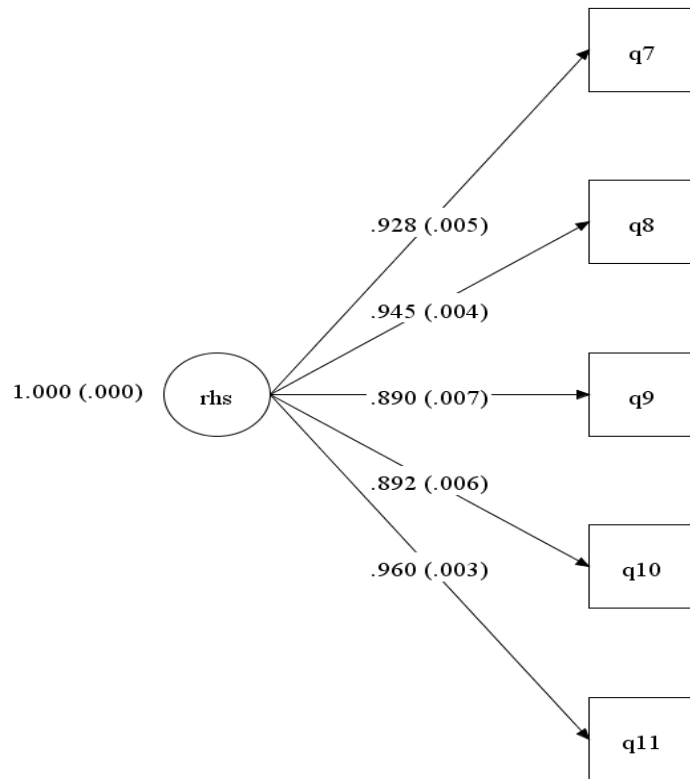 q7
.928 (.005)
q8
.945 (.004)
1.000 (.000)
rhs
.890 (.007)
q9
.892 (.006)
q10
.960 (.003)
q11